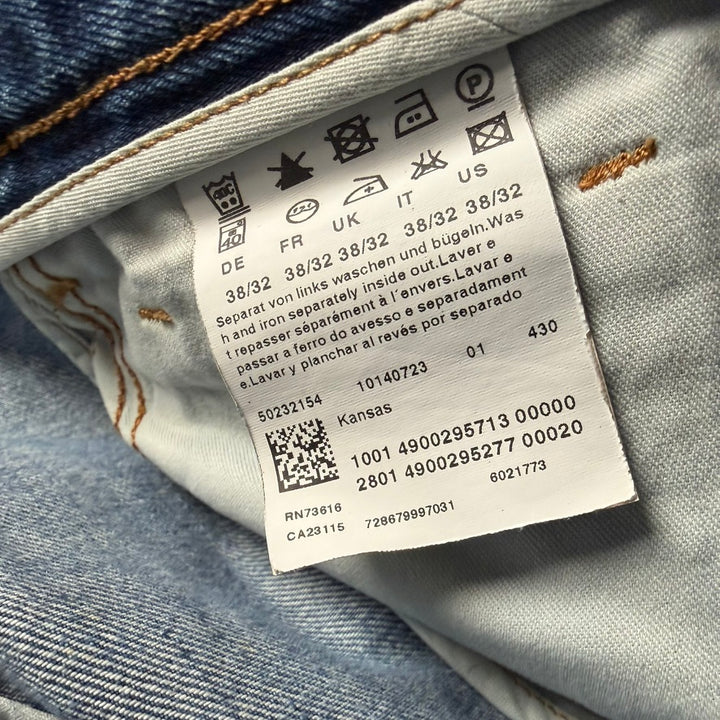 40C
P
40
DE FR UK IT US
38/32 38/32 38/32 38/32 38/32
Separat von links waschen und bügeln.Was
h and iron separately inside out.Laver e
t repasser séparément à l'envers.Lavar e
passar a ferro do avesso e separadament
e.Lavar y planchar al revés por separado
50232154 10140723 01 430
Kansas
1001 4900295713 00000
2801 4900295277 00020
RN73616 6021773
CA23115 728679997031